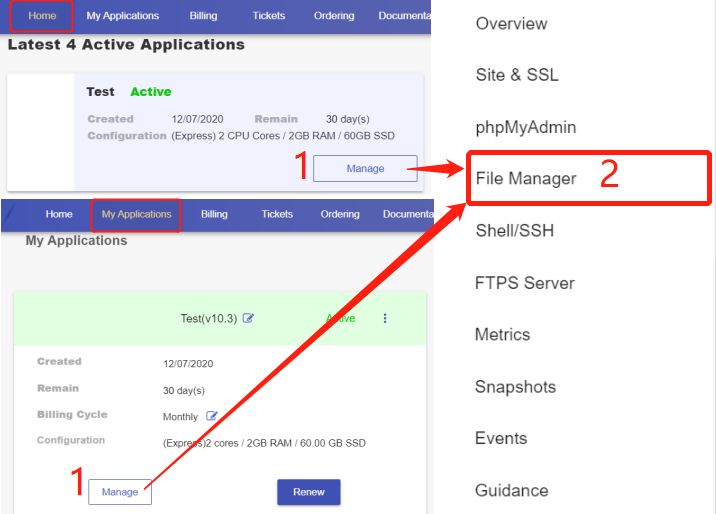 Home My Applications Billing Tickets Ordering Documenta
Latest 4 Active Applications
Test Active
Created 12/07/2020 Remain 30 day(s)
Configuration (Express) 2 CPU Cores / 2GB RAM / 60GB SSD
1 Manage
Home My Applications Billing Tickets Ordering Documenta
My Applications
Test(v10.3) Active
Created 12/07/2020
Remain 30 day(s)
Billing Cycle Monthly
Configuration (Express)2 cores / 2GB RAM / 60.00 GB SSD
1 Manage Renew
Overview
Site & SSL
phpMyAdmin
File Manager 2
Shell/SSH
FTPS Server
Metrics
Snapshots
Events
Guidance